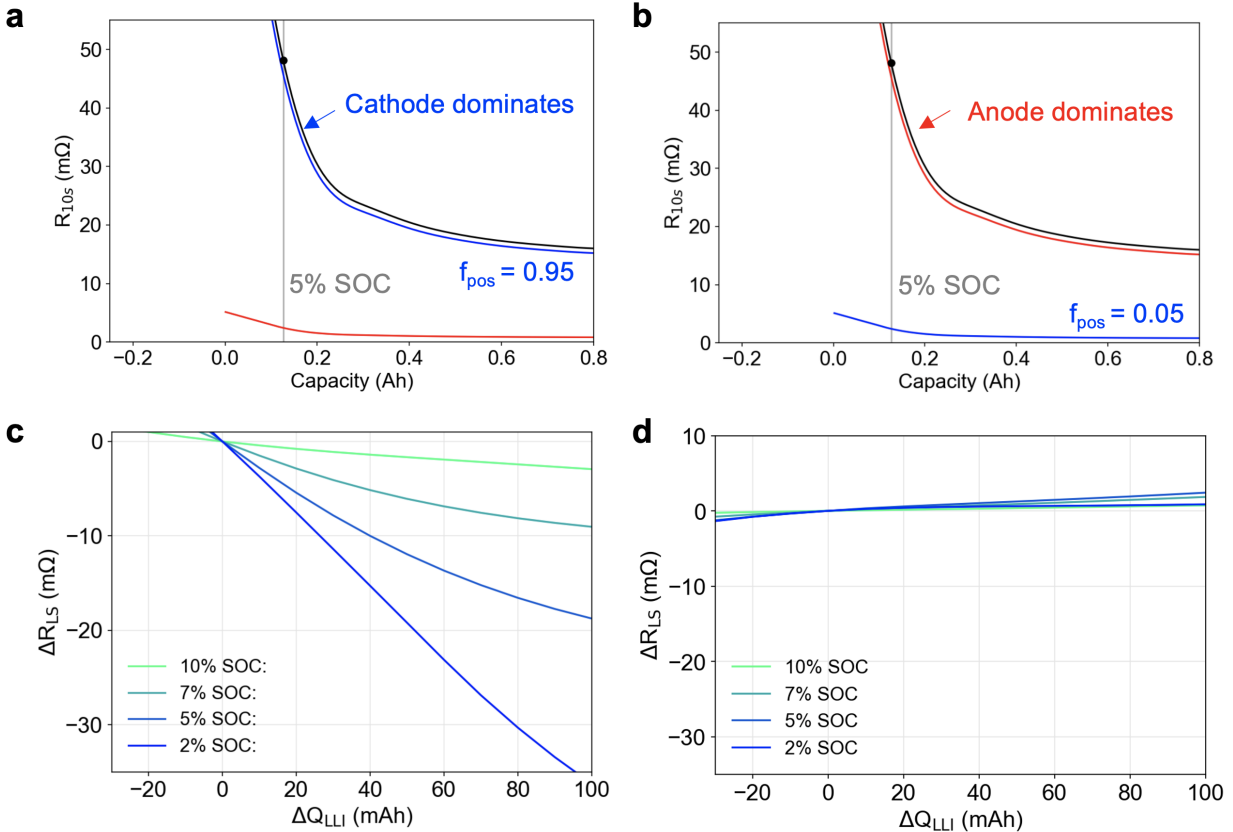 a
50
40
30
20
10
0
R10s (mΩ)
Cathode dominates
5% SOC
fpos = 0.95
−0.2 0.0 0.2 0.4 0.6 0.8
Capacity (Ah)
b
50
40
30
20
10
0
R10s (mΩ)
Anode dominates
5% SOC
fpos = 0.05
−0.2 0.0 0.2 0.4 0.6 0.8
Capacity (Ah)
c
0
−10
−20
−30
ΔRLS (mΩ)
10% SOC:
7% SOC:
5% SOC:
2% SOC:
−20 0 20 40 60 80 100
ΔQLLI (mAh)
d
10
0
−10
−20
−30
ΔRLS (mΩ)
10% SOC
7% SOC
5% SOC
2% SOC
−20 0 20 40 60 80 100
ΔQLLI (mAh)